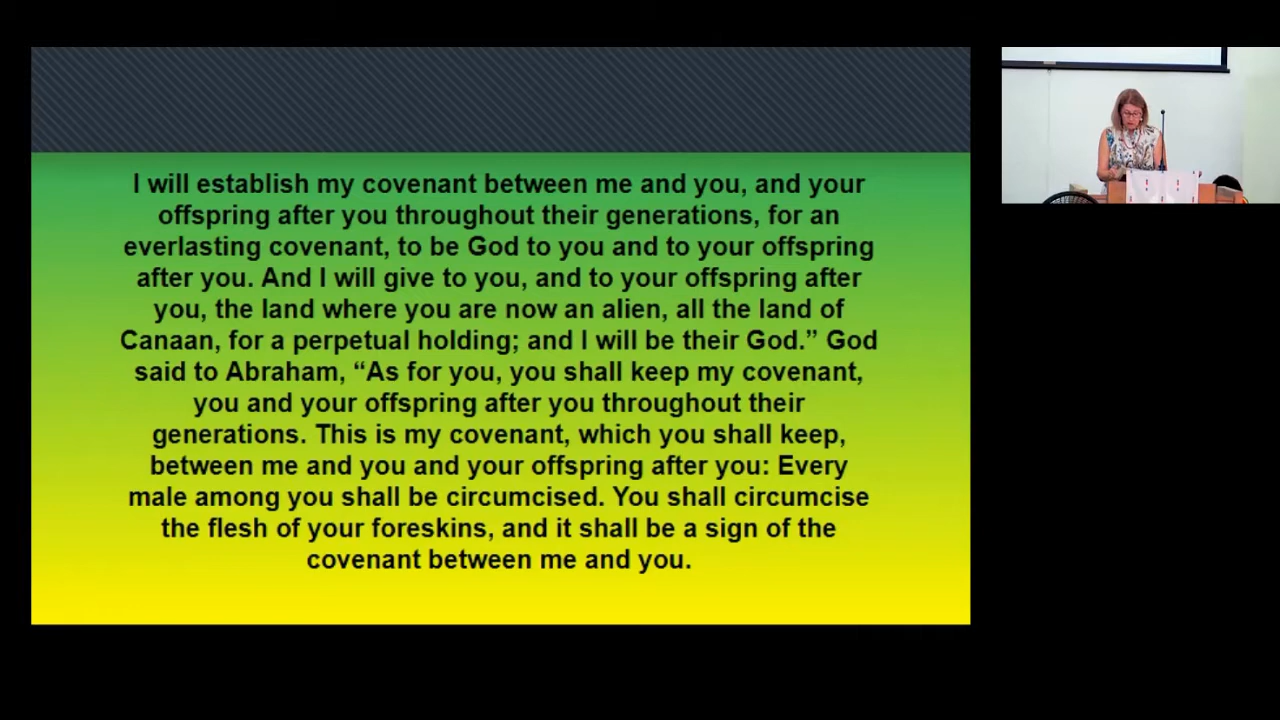 I will establish my covenant between me and you, and your
offspring after you throughout their generations, for an
everlasting covenant, to be God to you and to your offspring
after you. And I will give to you, and to your offspring after
you, the land where you are now an alien, all the land of
Canaan, for a perpetual holding; and I will be their God.” God
said to Abraham, “As for you, you shall keep my covenant,
you and your offspring after you throughout their
generations. This is my covenant, which you shall keep,
between me and you and your offspring after you: Every
male among you shall be circumcised. You shall circumcise
the flesh of your foreskins, and it shall be a sign of the
covenant between me and you.